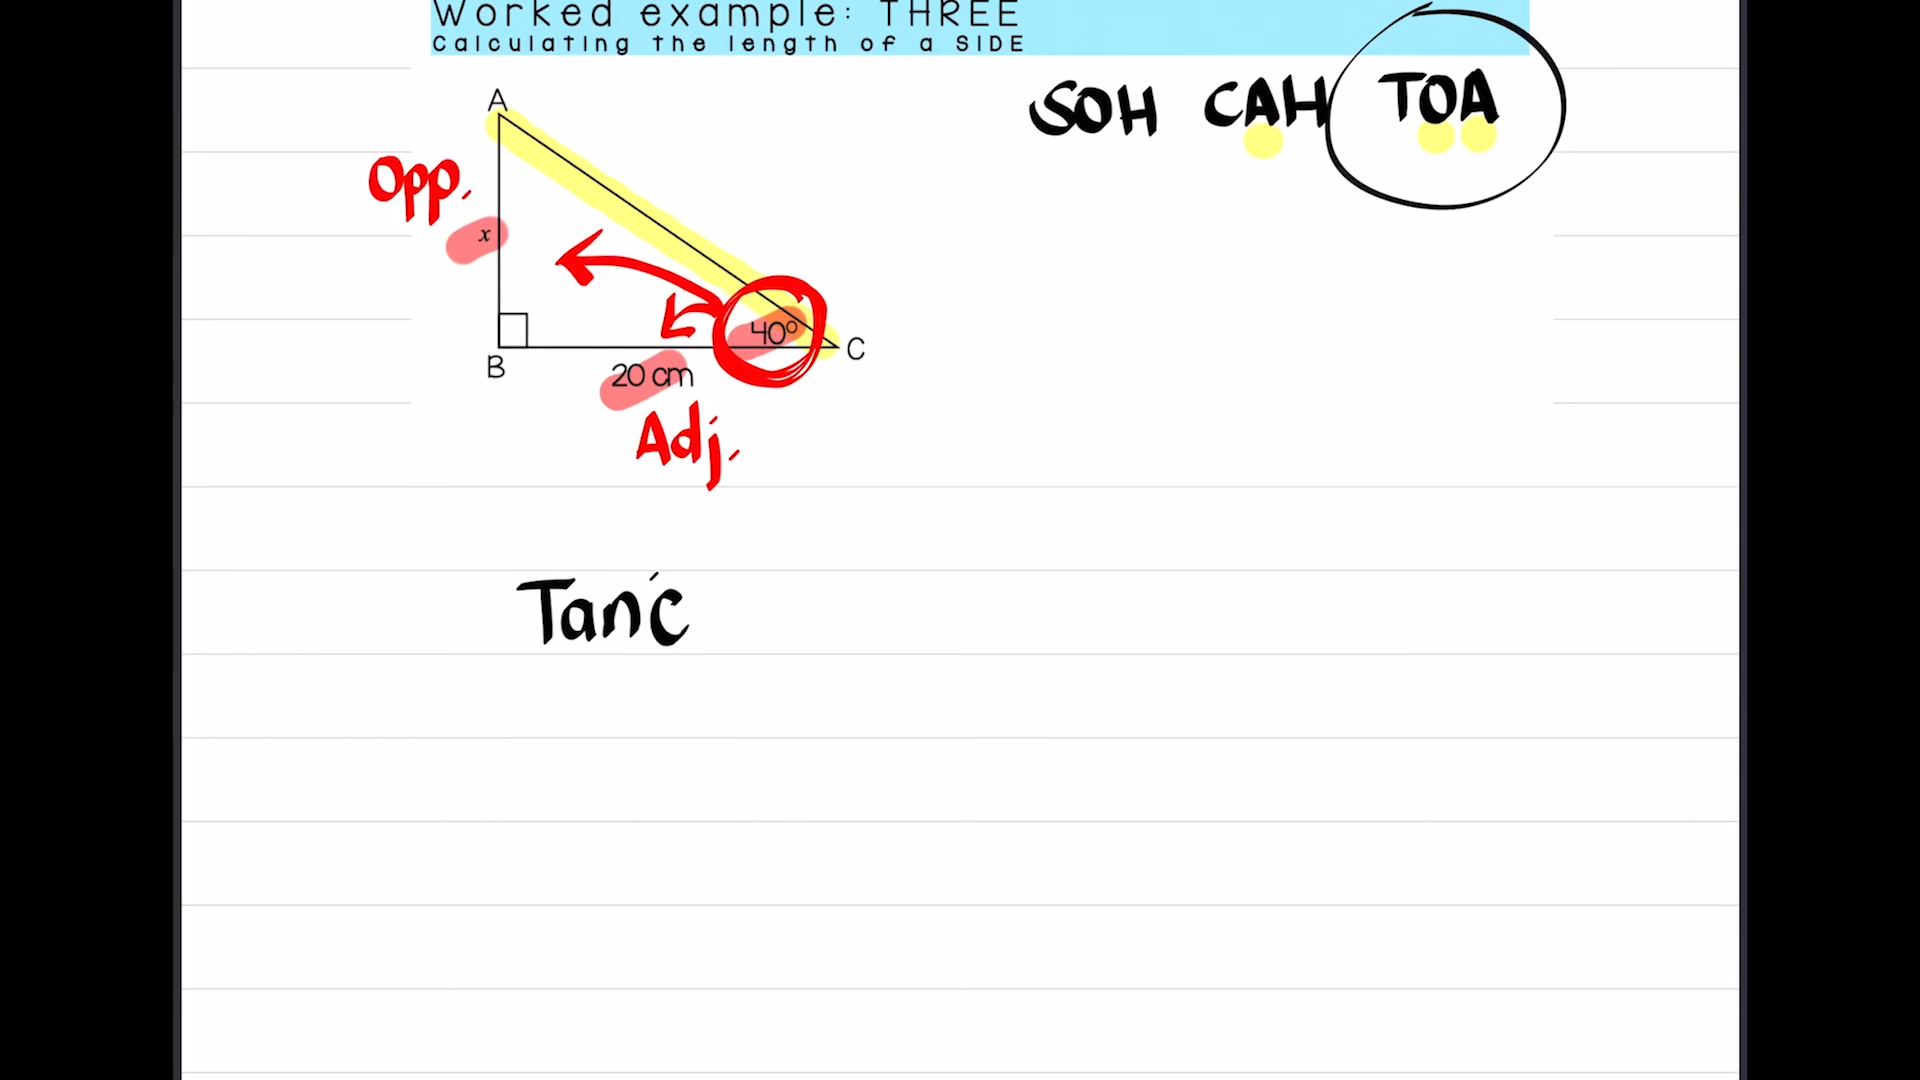 Worked example: THREE
Calculating the length of a SIDE
SOH CAH TOA
A
Opp.
x
40°
B
C
20 cm
Adj.
Tan Ĉ